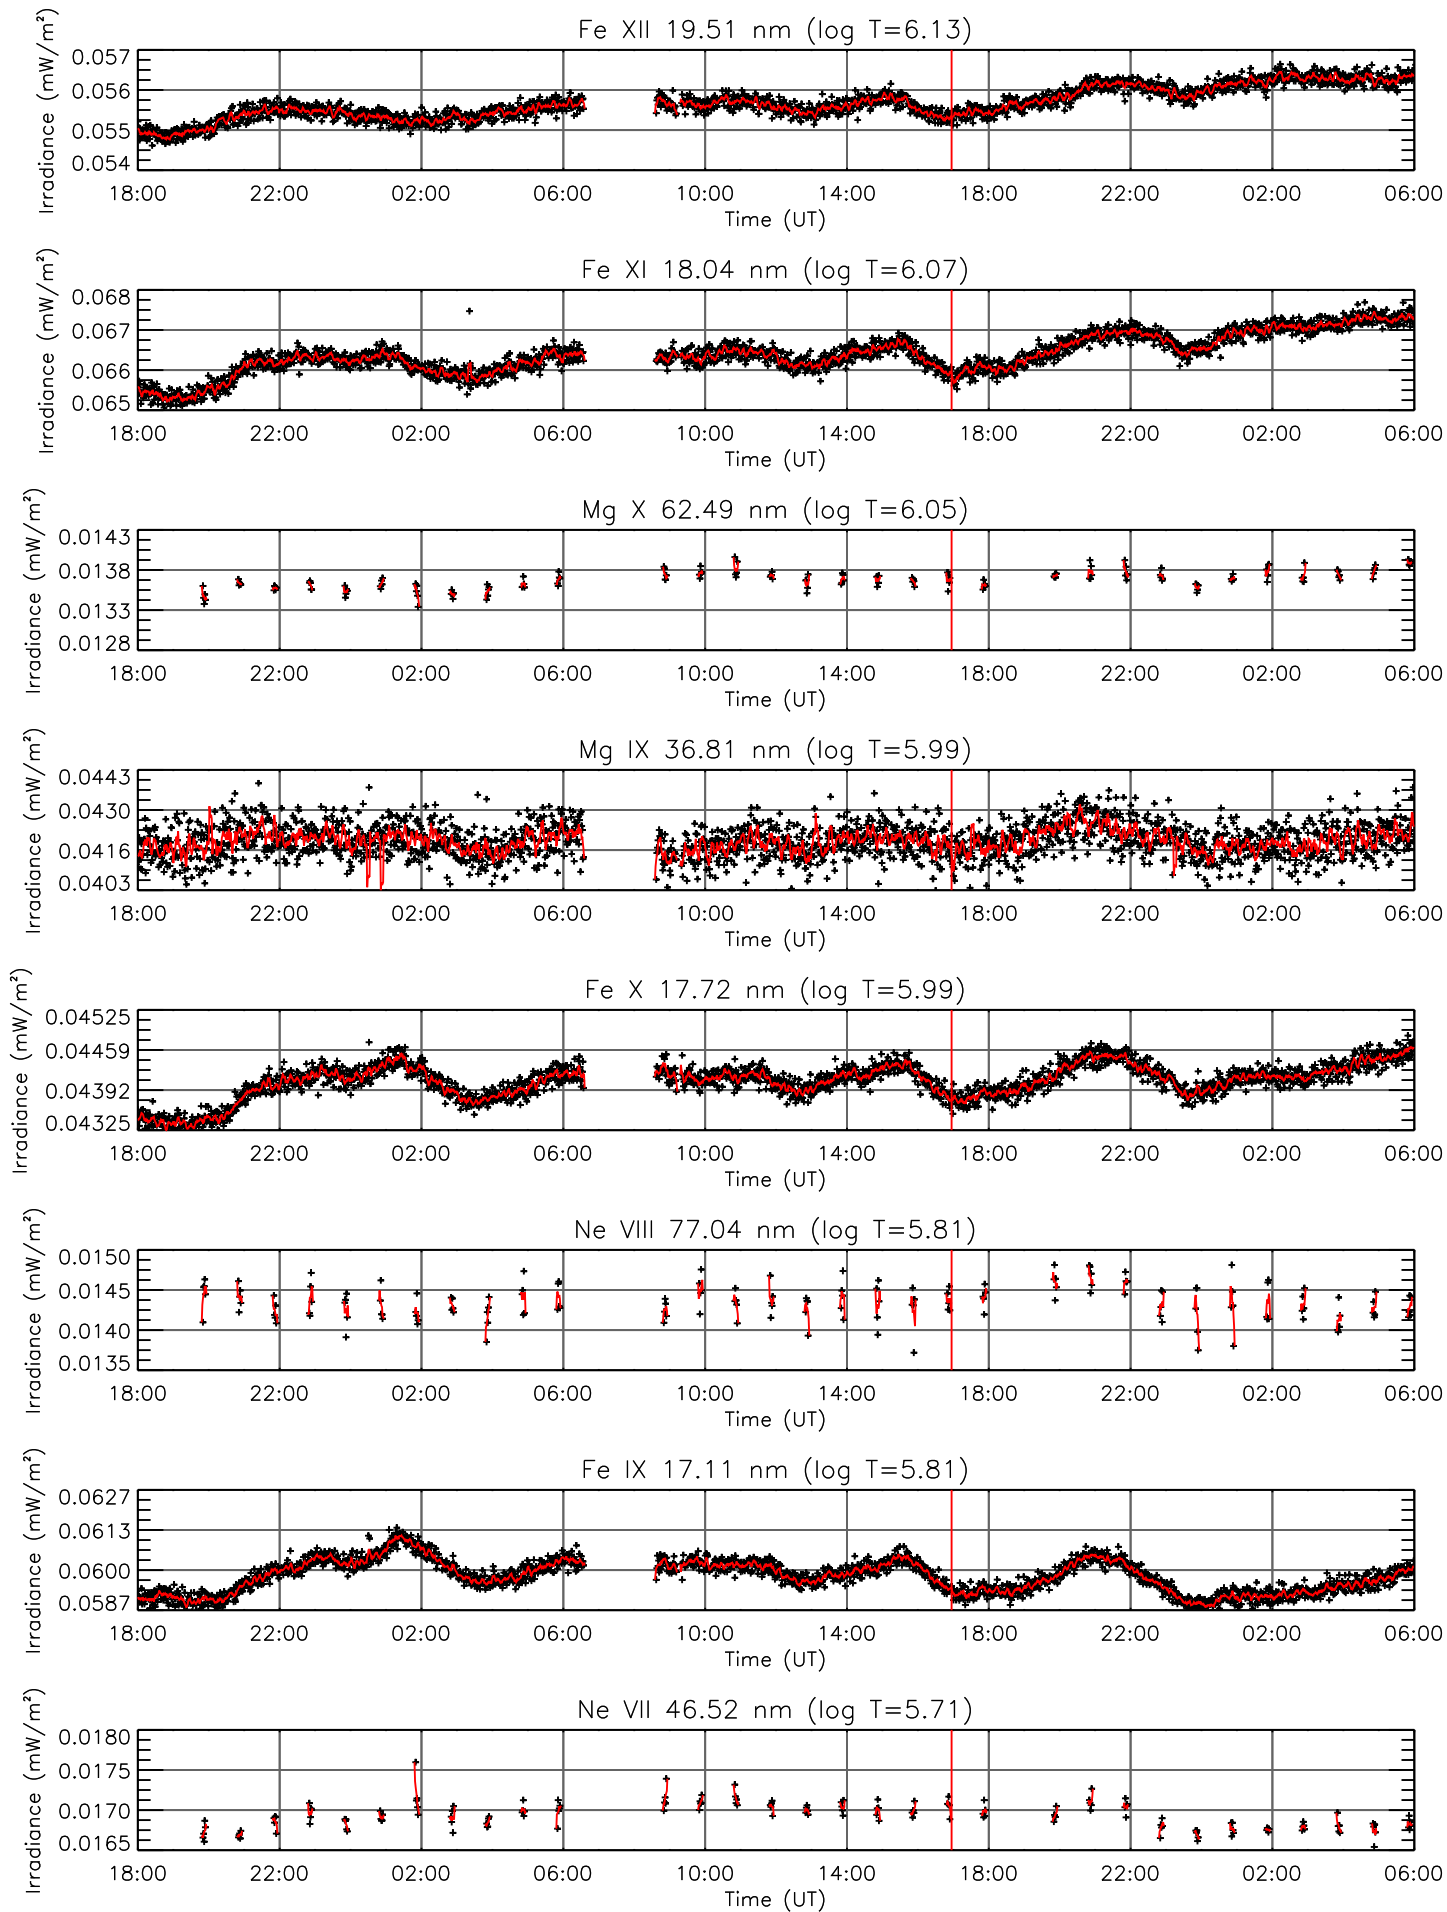 Fe XII 19.51 nm (log T=6.13)
Irradiance (mW/m²)
0.057
0.056
0.055
0.054
18:00 22:00 02:00 06:00 10:00 14:00 18:00 22:00 02:00 06:00
Time (UT)
Fe XI 18.04 nm (log T=6.07)
Irradiance (mW/m²)
0.068
0.067
0.066
0.065
18:00 22:00 02:00 06:00 10:00 14:00 18:00 22:00 02:00 06:00
Time (UT)
Mg X 62.49 nm (log T=6.05)
Irradiance (mW/m²)
0.0143
0.0138
0.0133
0.0128
18:00 22:00 02:00 06:00 10:00 14:00 18:00 22:00 02:00 06:00
Time (UT)
Mg IX 36.81 nm (log T=5.99)
Irradiance (mW/m²)
0.0443
0.0430
0.0416
0.0403
18:00 22:00 02:00 06:00 10:00 14:00 18:00 22:00 02:00 06:00
Time (UT)
Fe X 17.72 nm (log T=5.99)
Irradiance (mW/m²)
0.04525
0.04459
0.04392
0.04325
18:00 22:00 02:00 06:00 10:00 14:00 18:00 22:00 02:00 06:00
Time (UT)
Ne VIII 77.04 nm (log T=5.81)
Irradiance (mW/m²)
0.0150
0.0145
0.0140
0.0135
18:00 22:00 02:00 06:00 10:00 14:00 18:00 22:00 02:00 06:00
Time (UT)
Fe IX 17.11 nm (log T=5.81)
Irradiance (mW/m²)
0.0627
0.0613
0.0600
0.0587
18:00 22:00 02:00 06:00 10:00 14:00 18:00 22:00 02:00 06:00
Time (UT)
Ne VII 46.52 nm (log T=5.71)
Irradiance (mW/m²)
0.0180
0.0175
0.0170
0.0165
18:00 22:00 02:00 06:00 10:00 14:00 18:00 22:00 02:00 06:00
Time (UT)